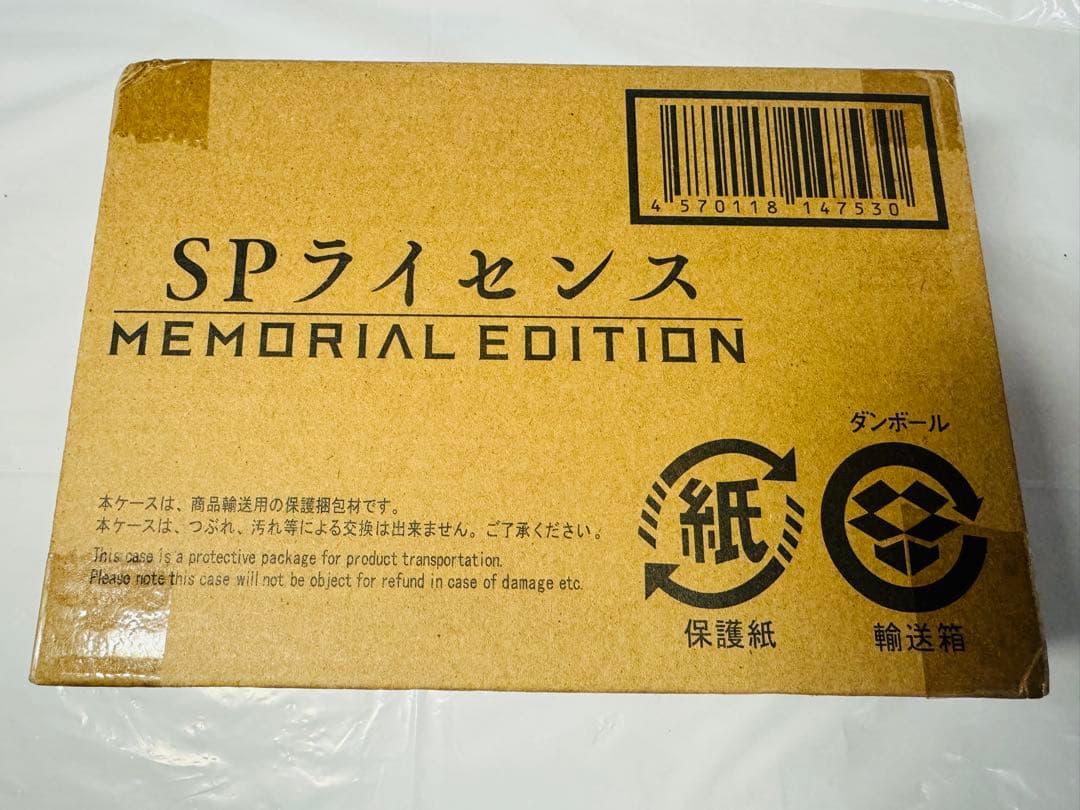 4 570118 147530
SPライセンス
MEMORIAL EDITION
本ケースは、商品輸送用の保護梱包材です。
本ケースは、つぶれ、汚れ等による交換は出来ません。ご了承ください。
This case is a protective package for product transportation.
Please note this case will not be object for refund in case of damage etc.
紙
保護紙
ダンボール
輸送箱